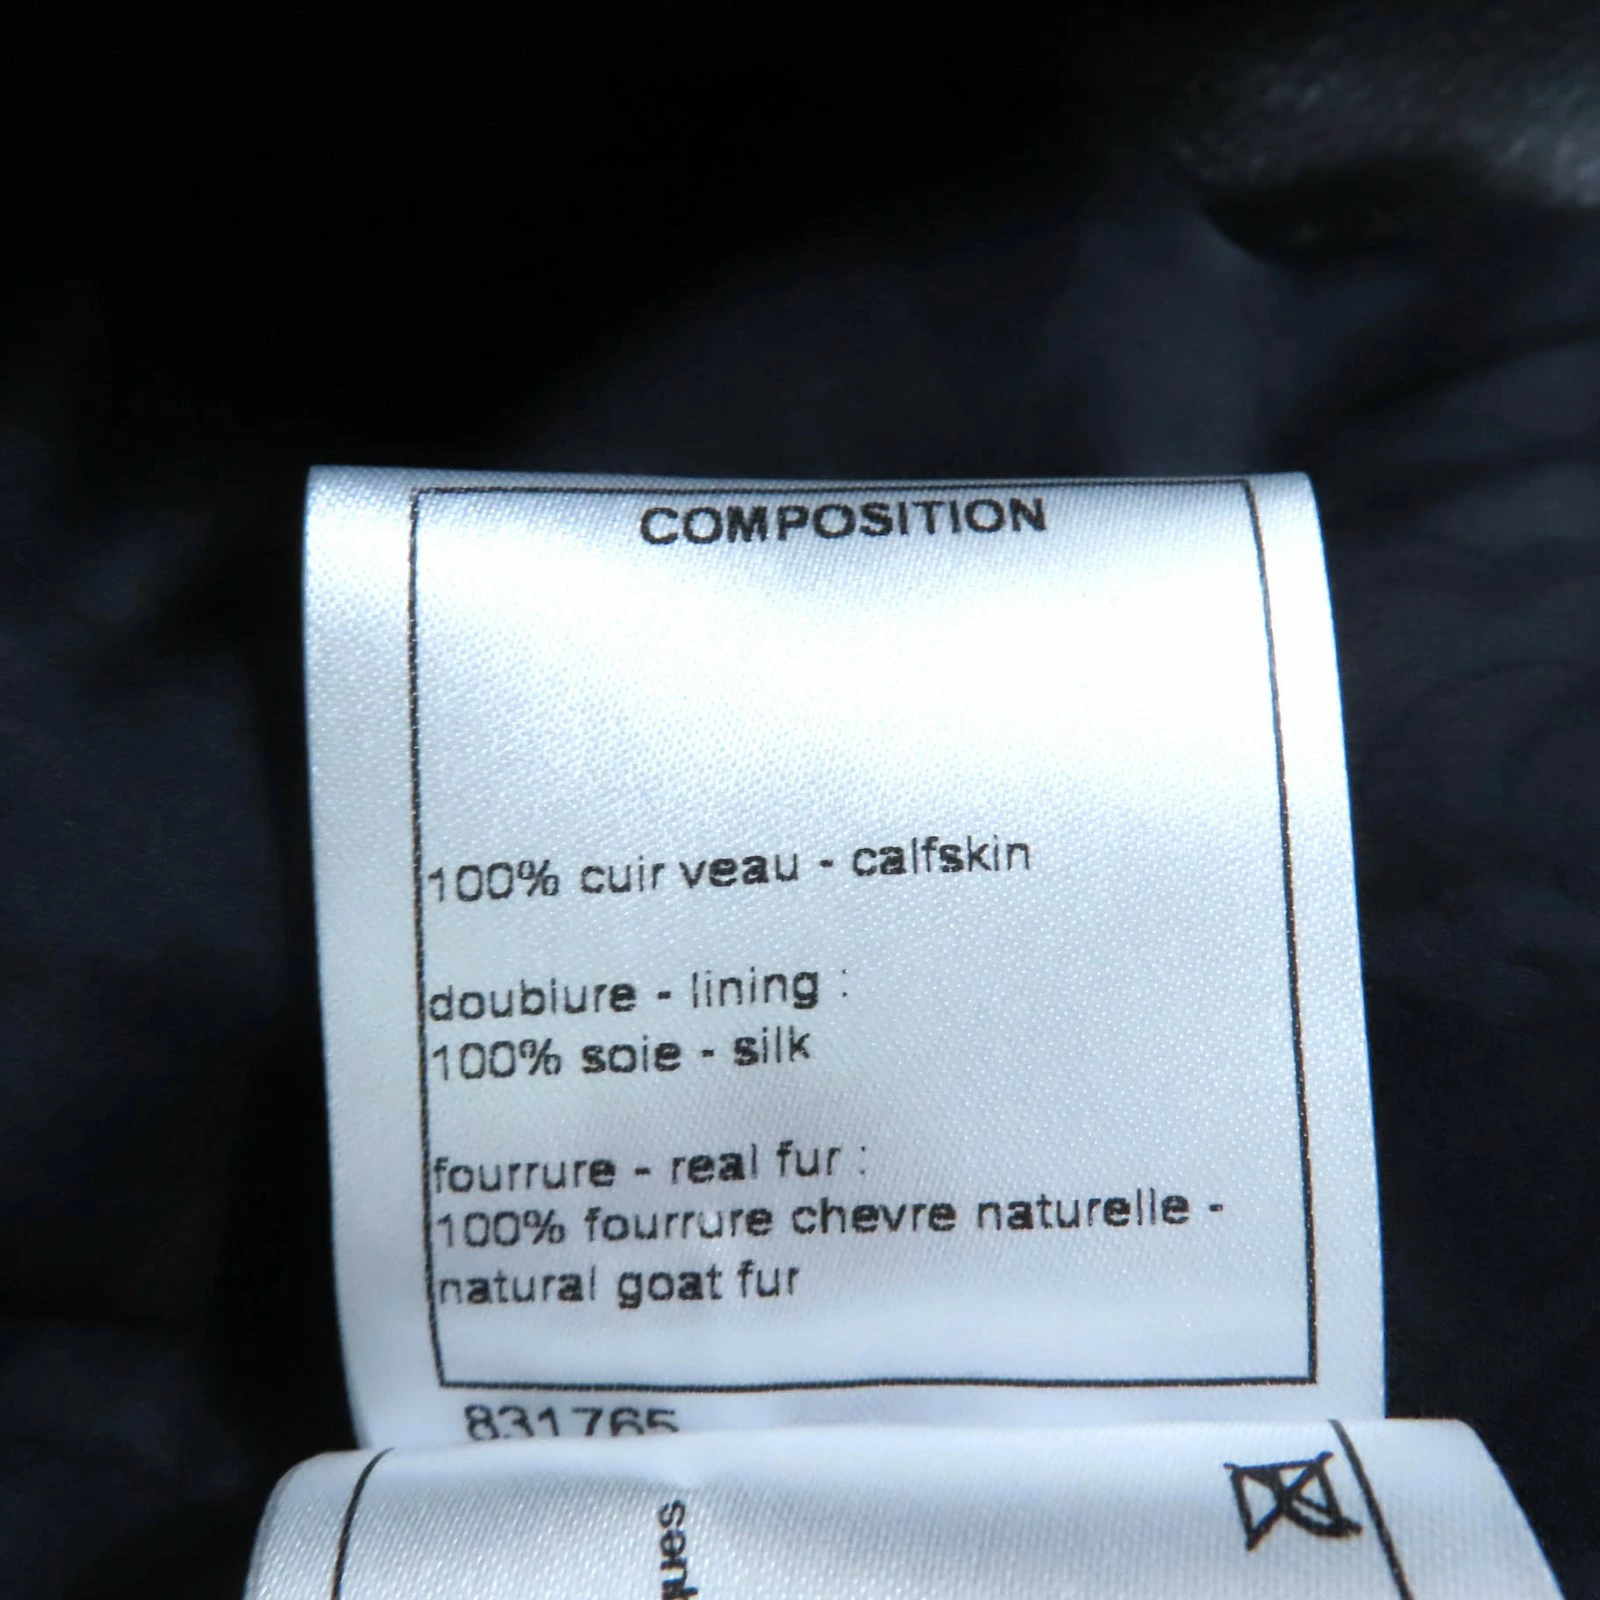 COMPOSITION
100% cuir veau - calfskin
doublure - lining :
100% soie - silk
fourrure - real fur :
100% fourrure chevre naturelle -
natural goat fur
831765